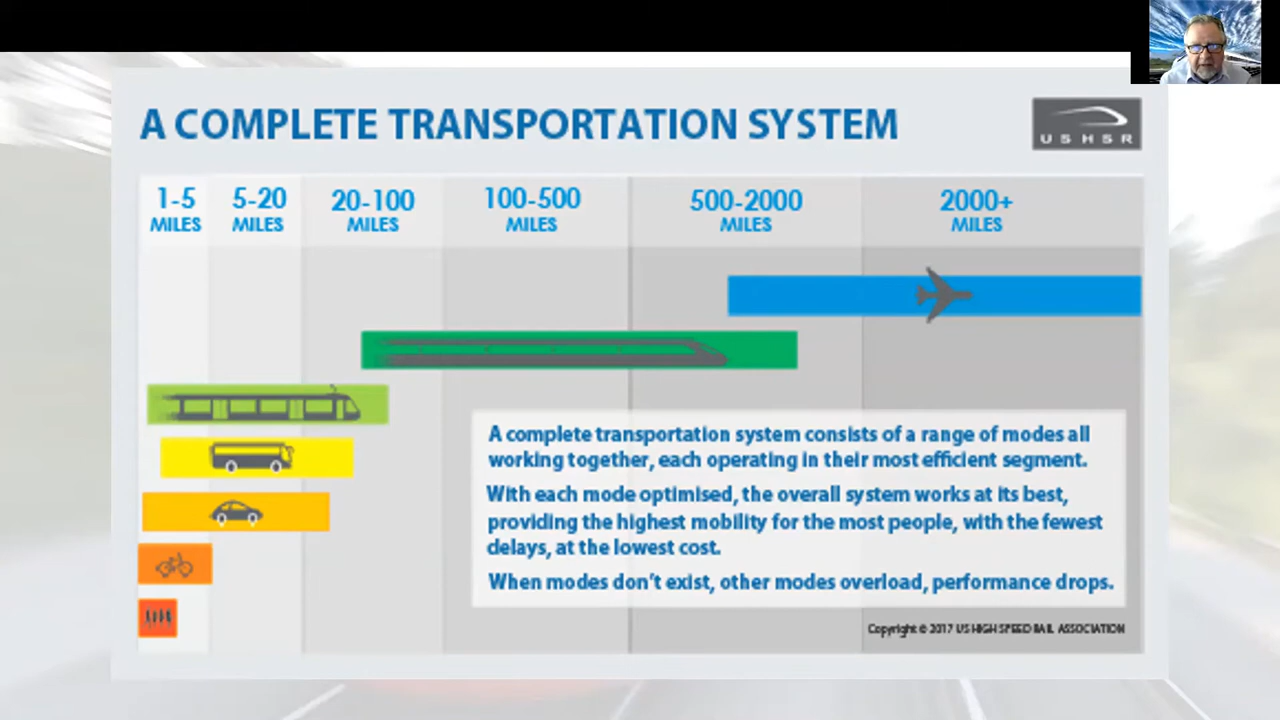 A COMPLETE TRANSPORTATION SYSTEM
USHSR
1-5 MILES
5-20 MILES
20-100 MILES
100-500 MILES
500-2000 MILES
2000+ MILES
A complete transportation system consists of a range of modes all
working together, each operating in their most efficient segment.
With each mode optimised, the overall system works at its best,
providing the highest mobility for the most people, with the fewest
delays, at the lowest cost.
When modes don't exist, other modes overload, performance drops.
Copyright © 2017 US HIGH SPEED RAIL ASSOCIATION